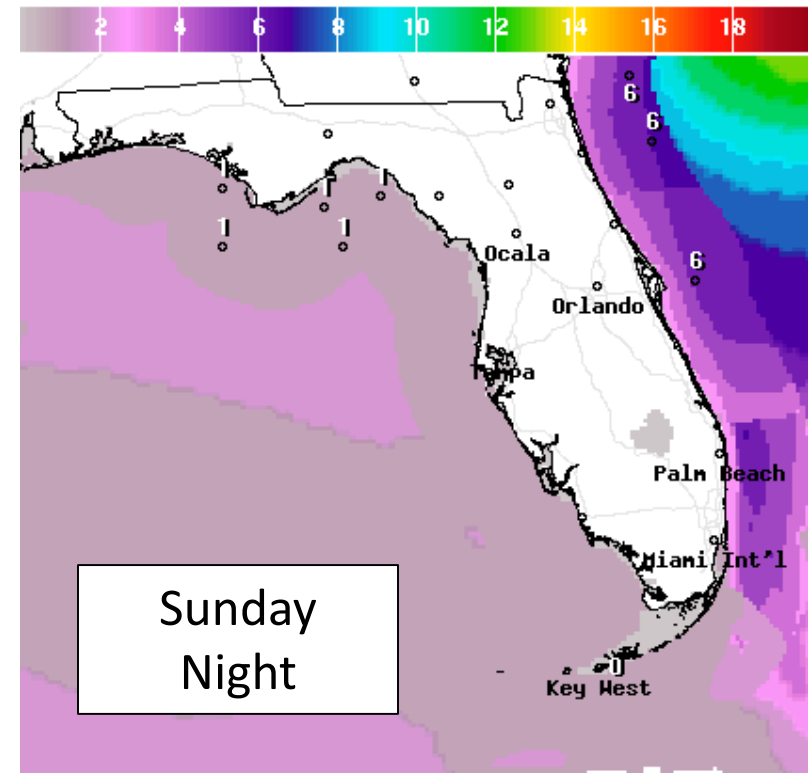 2 4 6 8 10 12 14 16 18
6
6
1
1
1
1 1
Ocala
6
Orlando
Tampa
Palm Beach
Miami Int'l
Sunday
Night
0
Key West